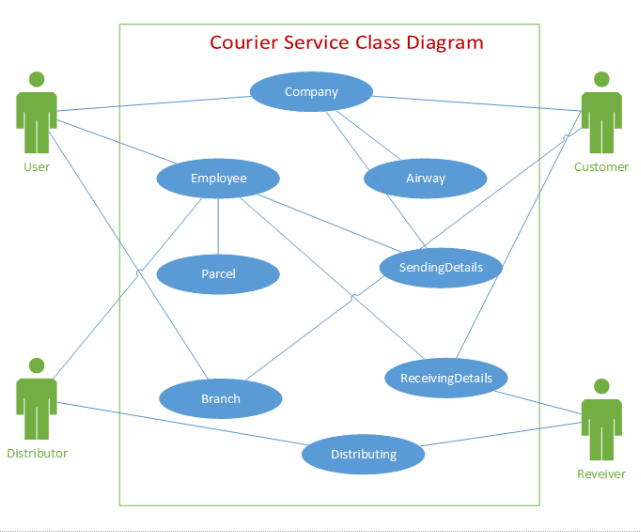 Courier Service Class Diagram
Company
User
Customer
Employee
Airway
Parcel
SendingDetails
ReceivingDetails
Branch
Distributor
Distributing
Reveiver